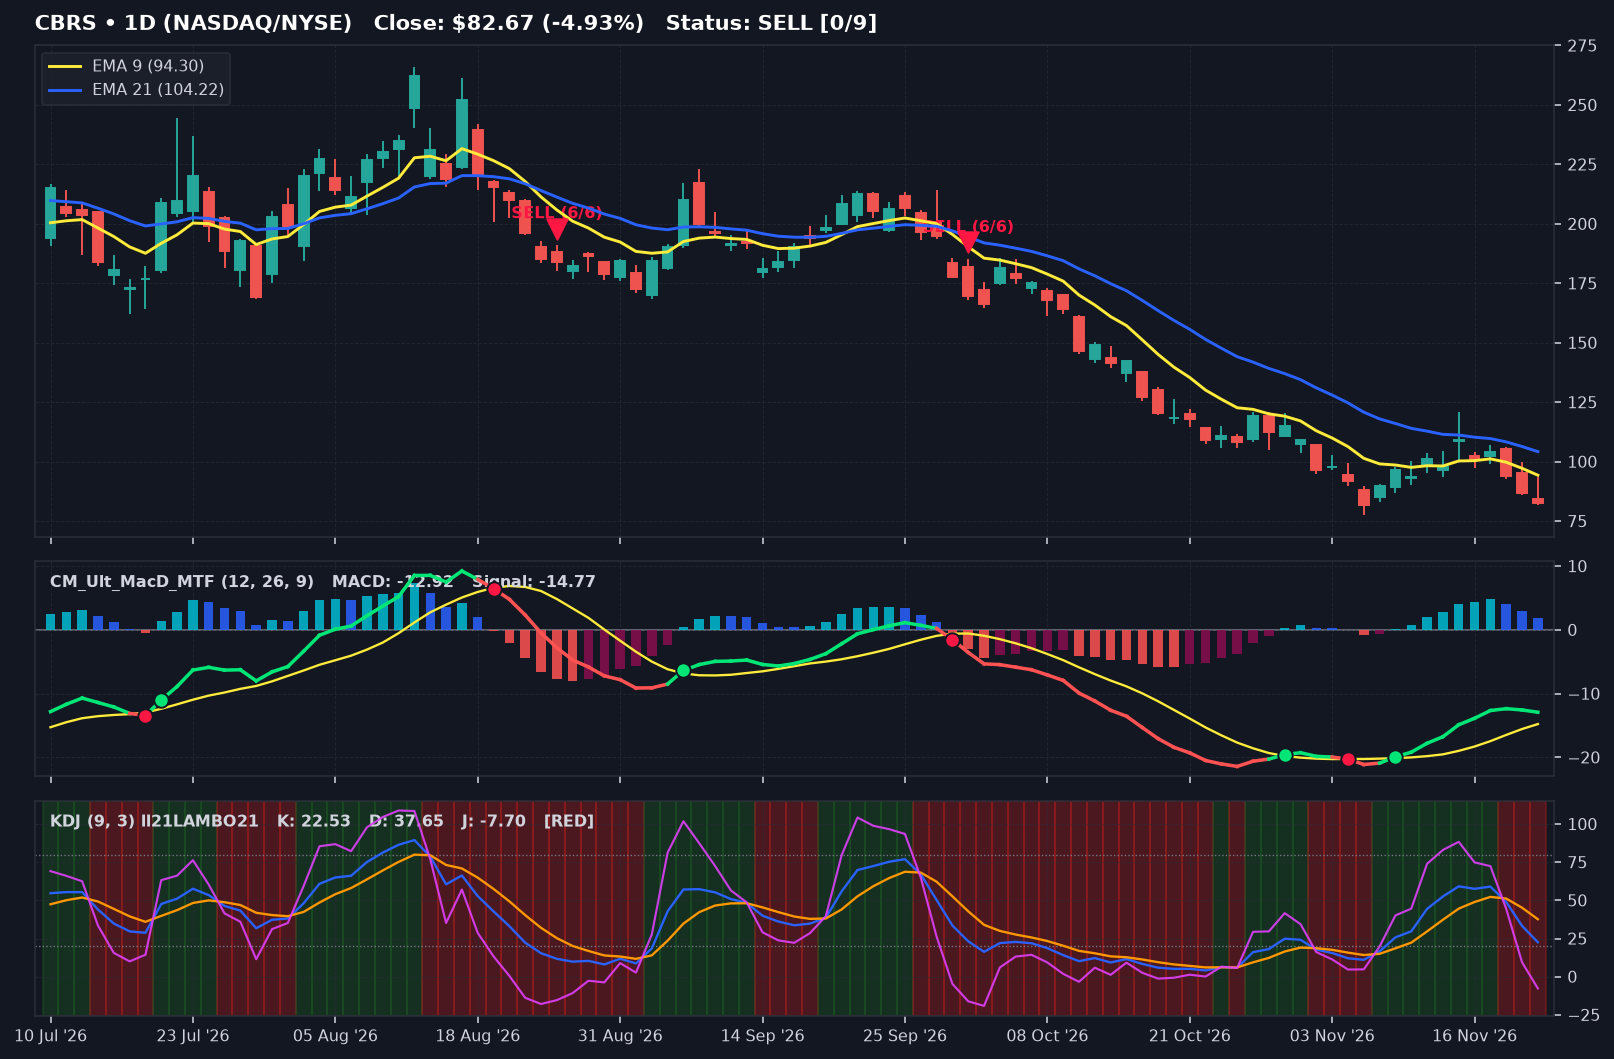 CBRS • 1D (NASDAQ/NYSE)   Close: $82.67 (-4.93%)   Status: SELL [0/9]
EMA 9 (94.30)
EMA 21 (104.22)
275
250
225
200
175
150
125
100
75
SELL (6/6)
SELL (6/6)
CM_Ult_MacD_MTF (12, 26, 9)   MACD: -12.92   Signal: -14.77
10
0
−10
−20
KDJ (9, 3) II21LAMBO21   K: 22.53   D: 37.65   J: -7.70   [RED]
100
75
50
25
0
−25
10 Jul '26
23 Jul '26
05 Aug '26
18 Aug '26
31 Aug '26
14 Sep '26
25 Sep '26
08 Oct '26
21 Oct '26
03 Nov '26
16 Nov '26